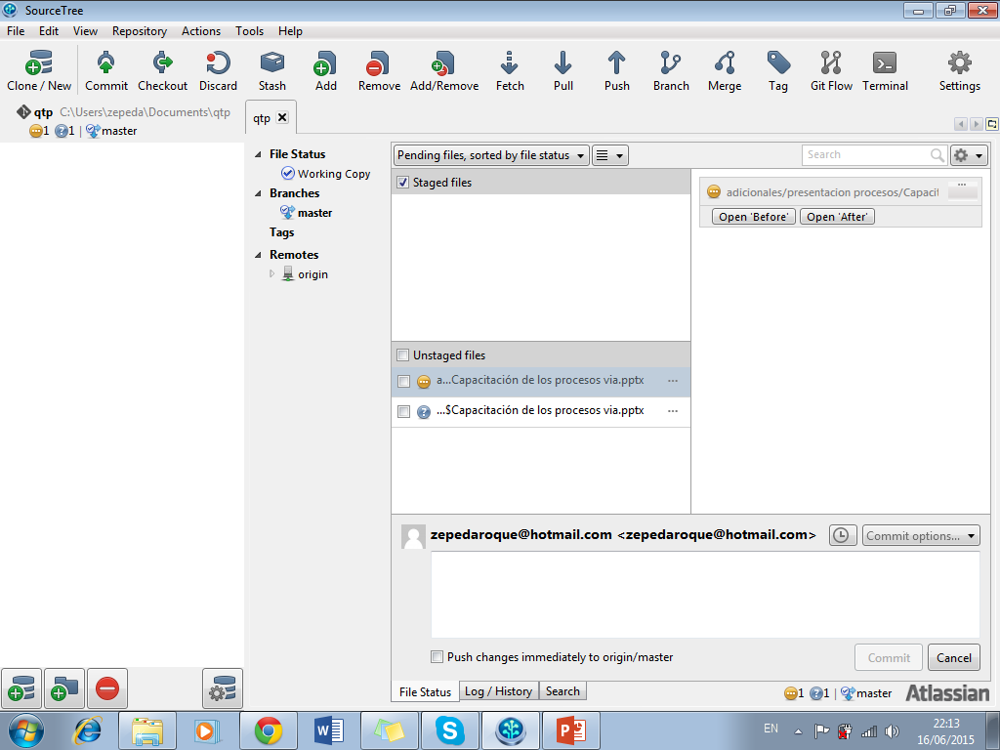 SourceTree
File Edit View Repository Actions Tools Help
Clone / New Commit Checkout Discard Stash Add Remove Add/Remove Fetch Pull Push Branch Merge Tag Git Flow Terminal Settings
qtp C:\Users\zepeda\Documents\qtp
1 1 | master
qtp
File Status
Working Copy
Branches
master
Tags
Remotes
origin
Pending files, sorted by file status
Search
Staged files
Unstaged files
a...Capacitación de los procesos via.pptx ...
...$Capacitación de los procesos via.pptx ...
adicionales/presentacion procesos/Capacit ...
Open 'Before' Open 'After'
zepedaroque@hotmail.com <zepedaroque@hotmail.com>
Commit options...
Push changes immediately to origin/master
Commit Cancel
File Status Log / History Search
1 1 | master Atlassian
EN
22:13
16/06/2015